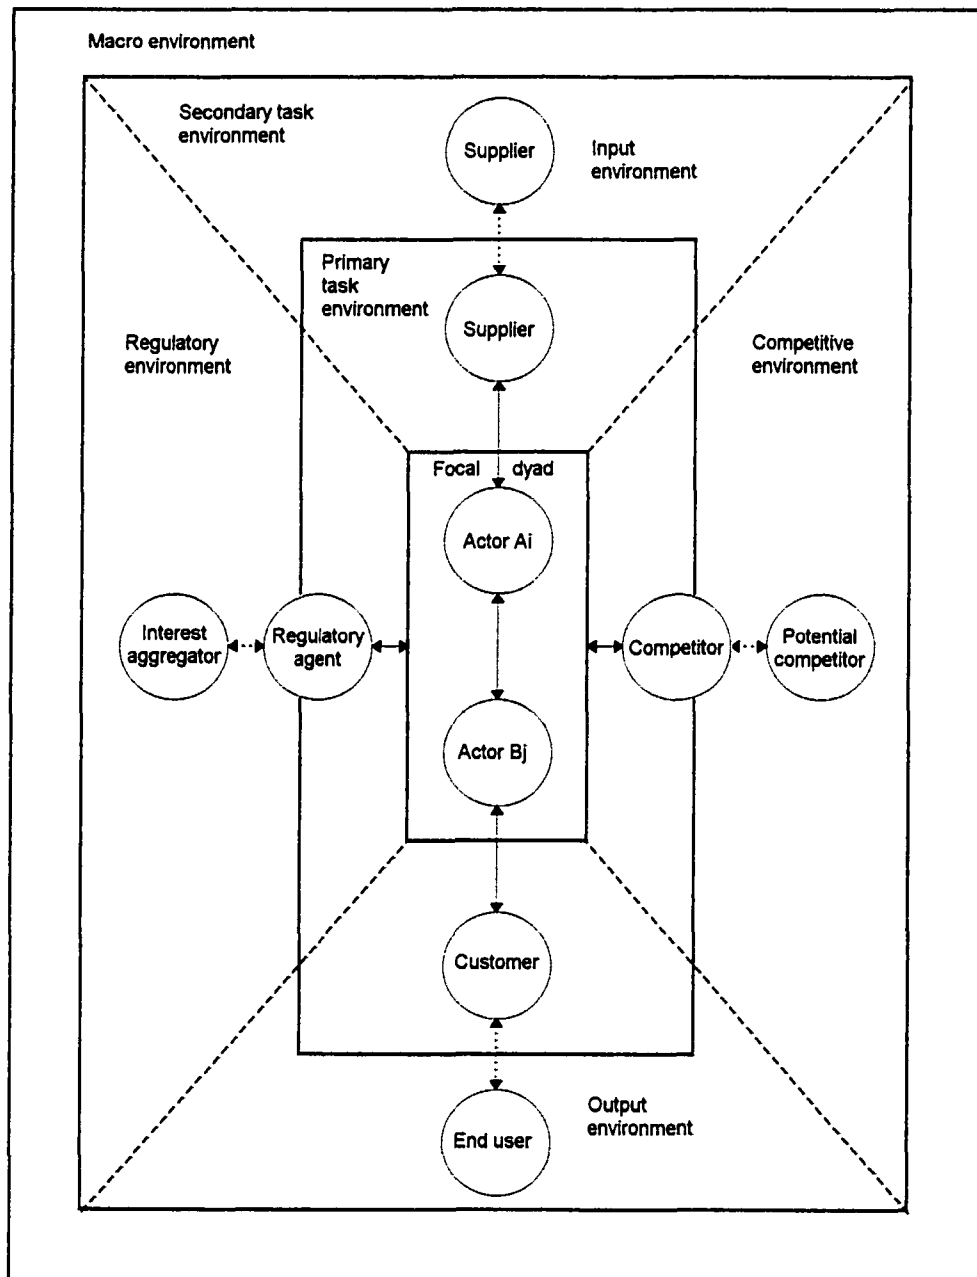 Macro environment
Secondary task
environment
Supplier
Input
environment
Primary
task
environment
Supplier
Regulatory
environment
Competitive
environment
Focal dyad
Actor Ai
Interest
aggregator
Regulatory
agent
Competitor
Potential
competitor
Actor Bj
Customer
Output
environment
End user